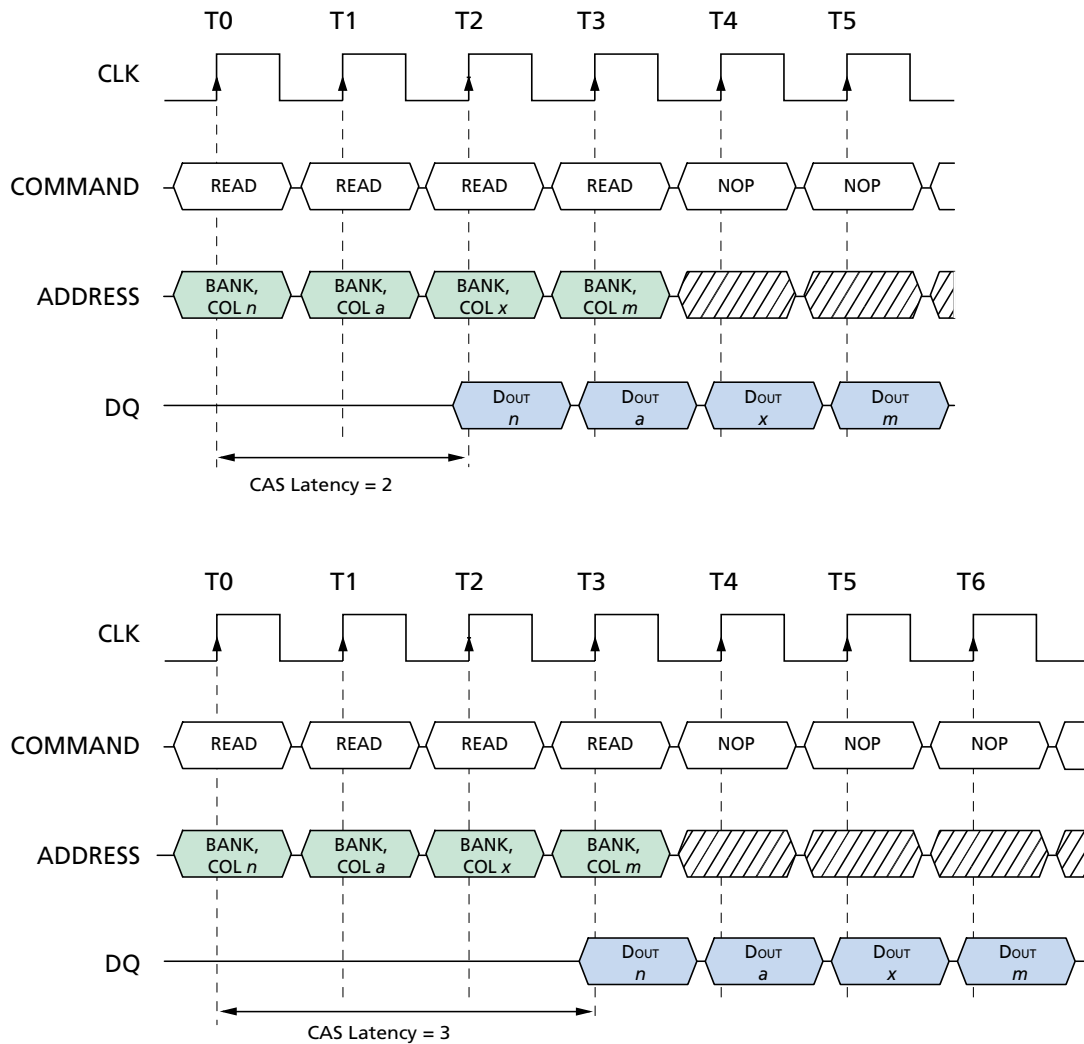 T0 T1 T2 T3 T4 T5
CLK
COMMAND READ READ READ READ NOP NOP
ADDRESS BANK, COL n BANK, COL a BANK, COL x BANK, COL m
DQ DOUT n DOUT a DOUT x DOUT m
CAS Latency = 2
T0 T1 T2 T3 T4 T5 T6
CLK
COMMAND READ READ READ READ NOP NOP NOP
ADDRESS BANK, COL n BANK, COL a BANK, COL x BANK, COL m
DQ DOUT n DOUT a DOUT x DOUT m
CAS Latency = 3